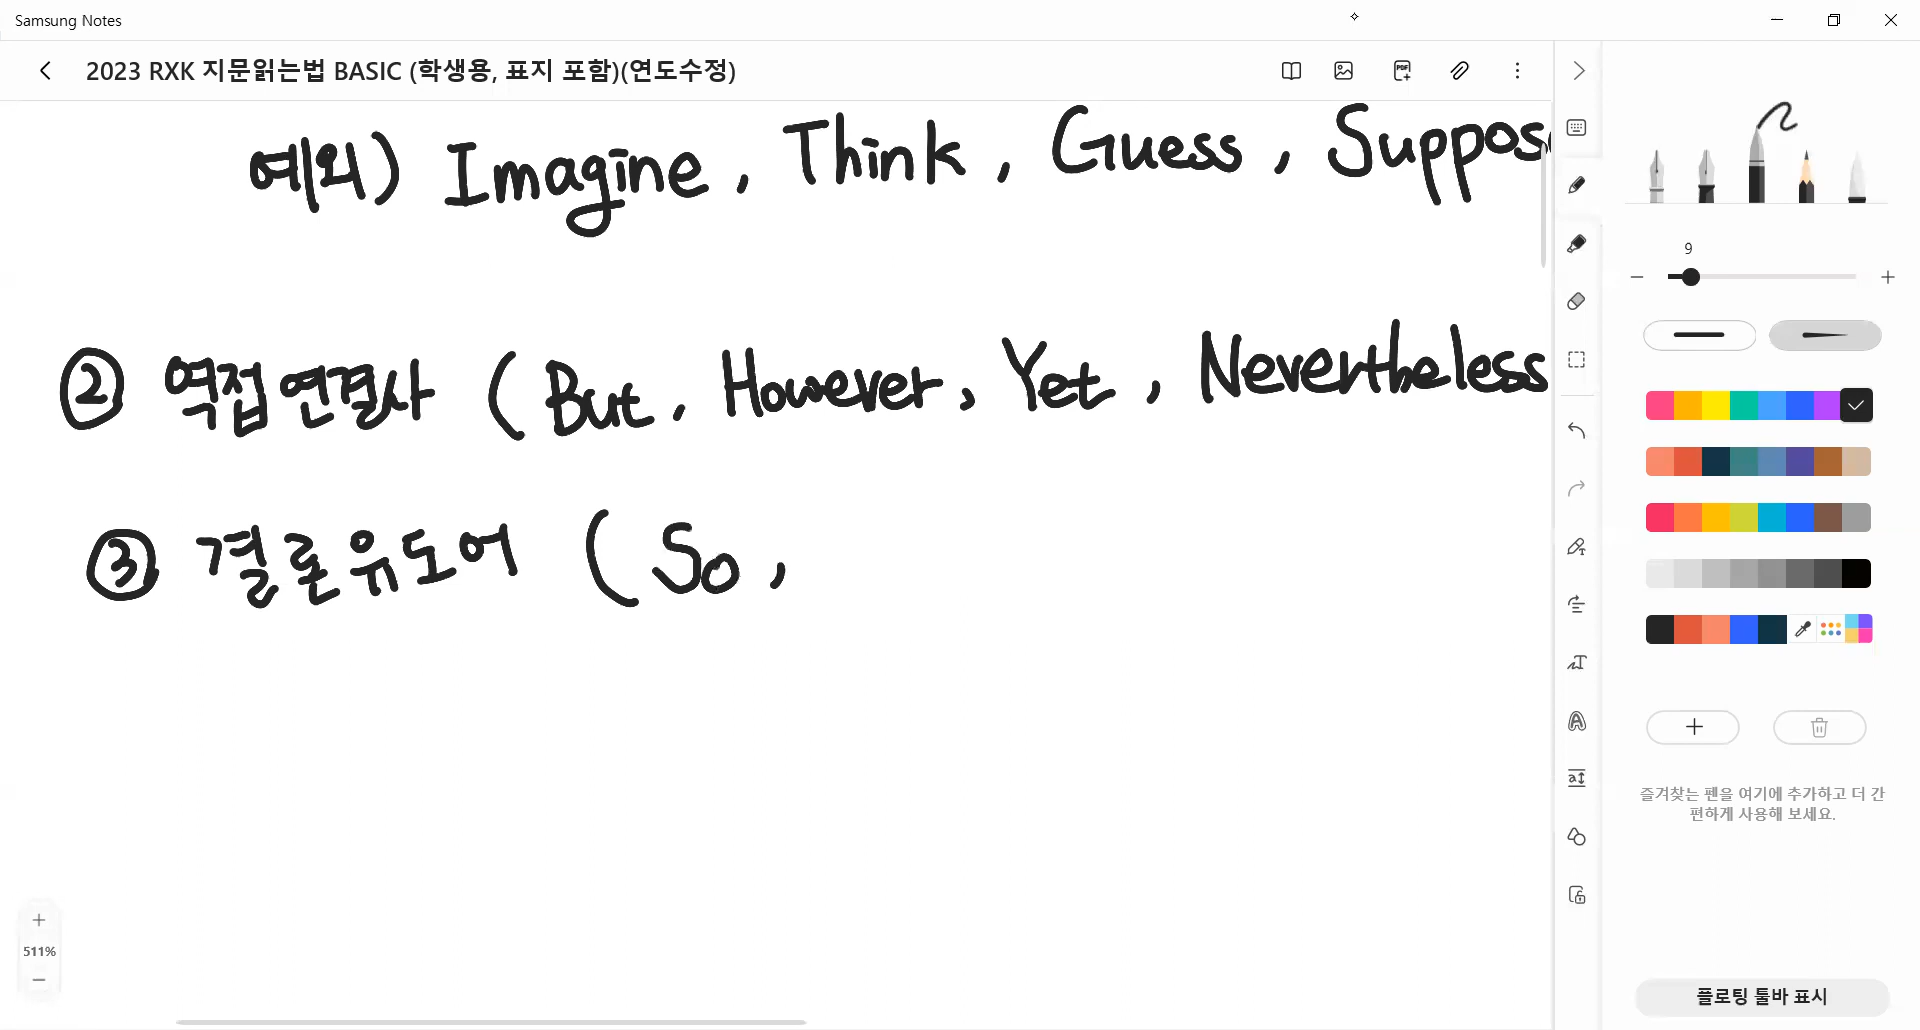 Samsung Notes
2023 RXK 지문읽는법 BASIC (학생용, 표지 포함)(연도수정)
예외) Imagine, Think, Guess, Suppose
② 역접연결사 (But, However, Yet, Nevertheless
③ 결론유도어 (So,
9
즐겨찾는 펜을 여기에 추가하고 더 간
편하게 사용해 보세요.
511%
플로팅 툴바 표시